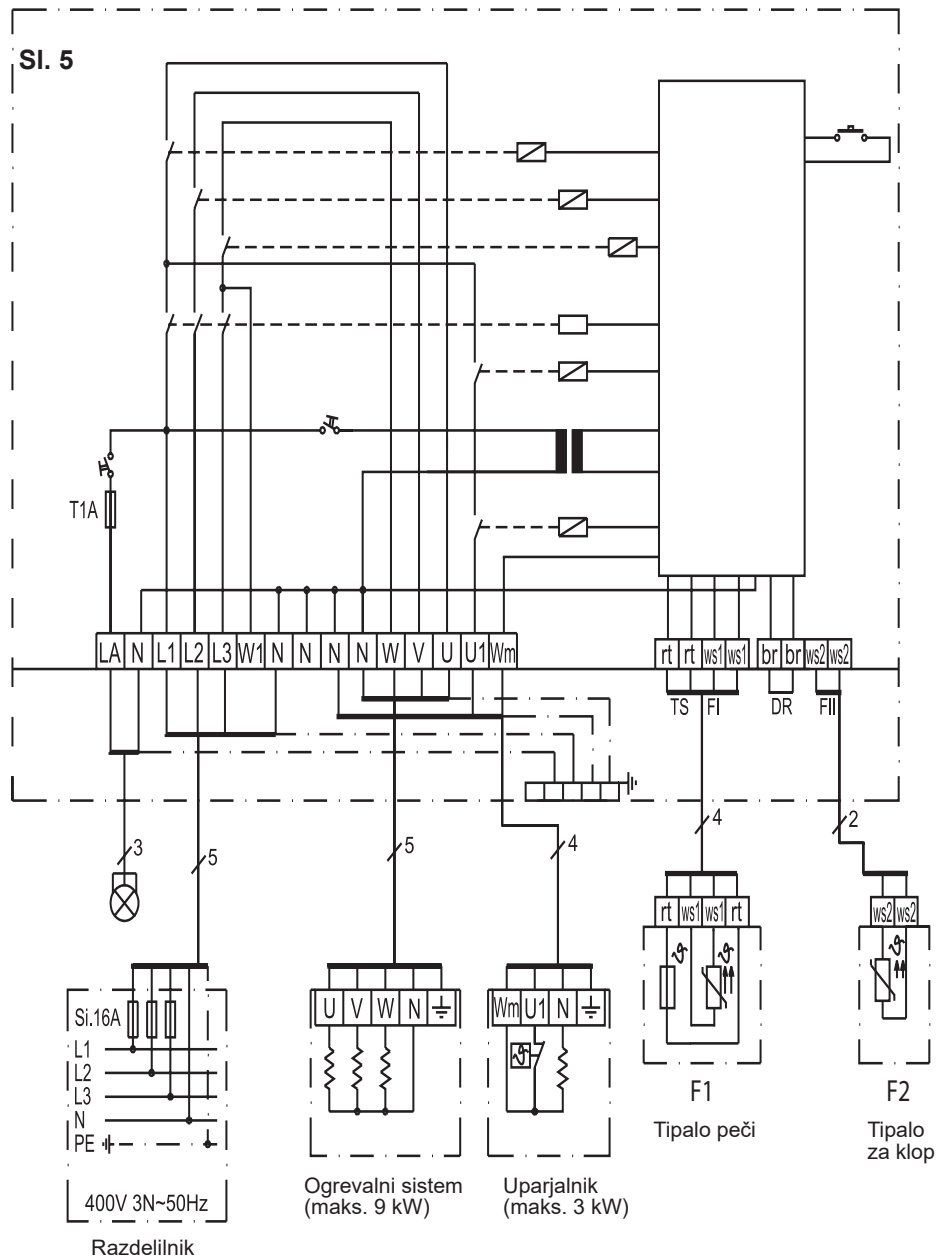 Sl. 5
T1A
LA N L1 L2 L3 W1 N N N N W V U U1 Wm
rt rt ws1 ws1 br br ws2 ws2
TS FI DR FII
3 5 5 4 4 2
rt ws1 ws1 rt
ws2 ws2
Si.16A
L1
L2
L3
N
PE
400V 3N~50Hz
Razdelilnik
U V W N
Ogrevalni sistem
(maks. 9 kW)
Wm U1 N
ϑ
Uparjalnik
(maks. 3 kW)
ϑ
F1
Tipalo peči
ϑ
ϑ
F2
Tipalo
za klop